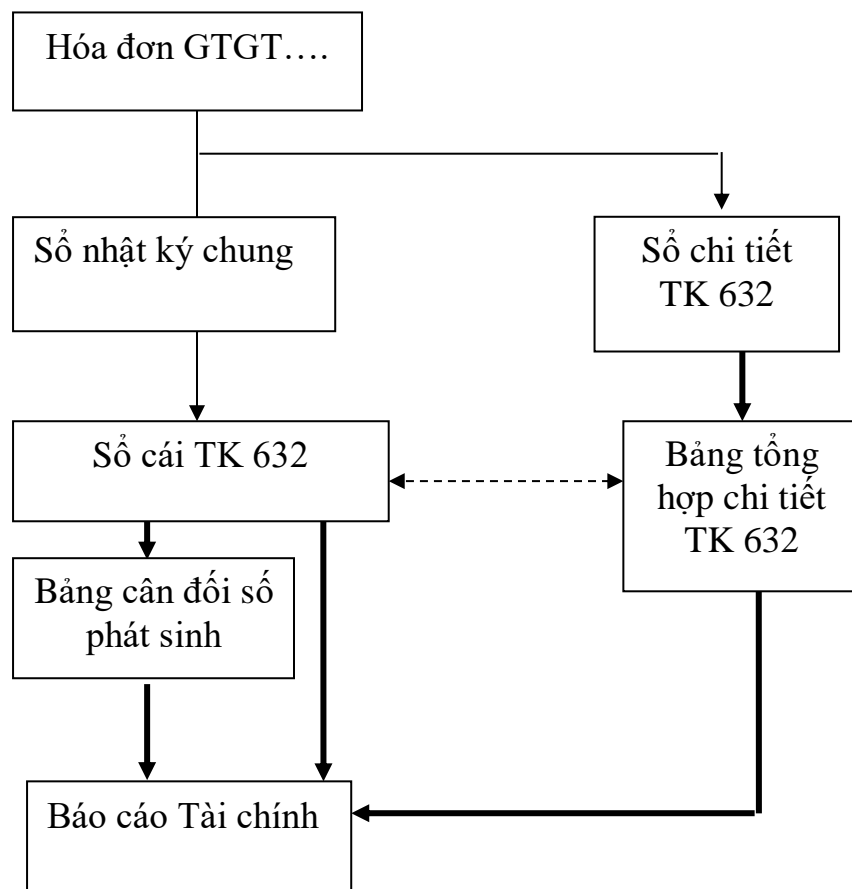 Hóa đơn GTGT….
Sổ nhật ký chung
Sổ chi tiết
TK 632
Sổ cái TK 632
Bảng tổng
hợp chi tiết
TK 632
Bảng cân đối số
phát sinh
Báo cáo Tài chính